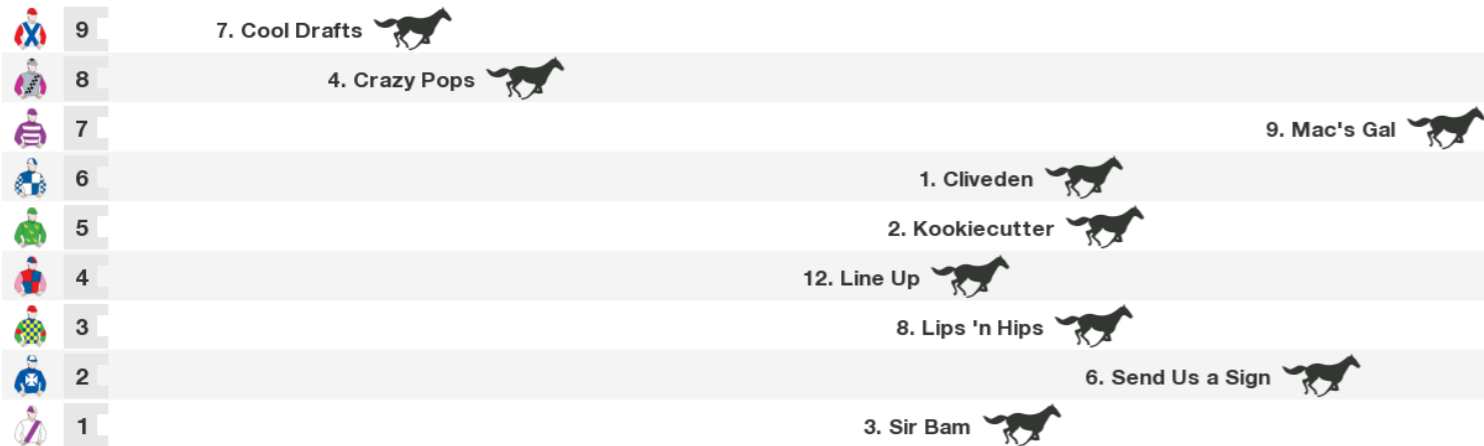 9 7. Cool Drafts
8 4. Crazy Pops
7 9. Mac's Gal
6 1. Cliveden
5 2. Kookiecutter
4 12. Line Up
3 8. Lips 'n Hips
2 6. Send Us a Sign
1 3. Sir Bam